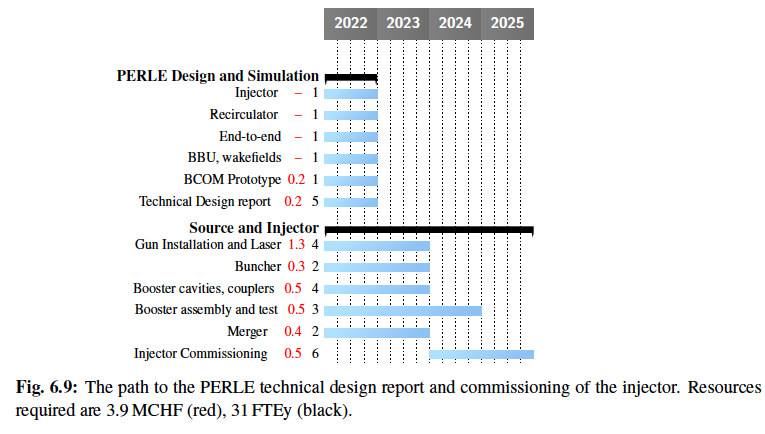 2022 2023 2024 2025
PERLE Design and Simulation
Injector – 1
Recirculator – 1
End-to-end – 1
BBU, wakefields – 1
BCOM Prototype 0.2 1
Technical Design report 0.2 5
Source and Injector
Gun Installation and Laser 1.3 4
Buncher 0.3 2
Booster cavities, couplers 0.5 4
Booster assembly and test 0.5 3
Merger 0.4 2
Injector Commissioning 0.5 6
Fig. 6.9: The path to the PERLE technical design report and commissioning of the injector. Resources
required are 3.9 MCHF (red), 31 FTEy (black).